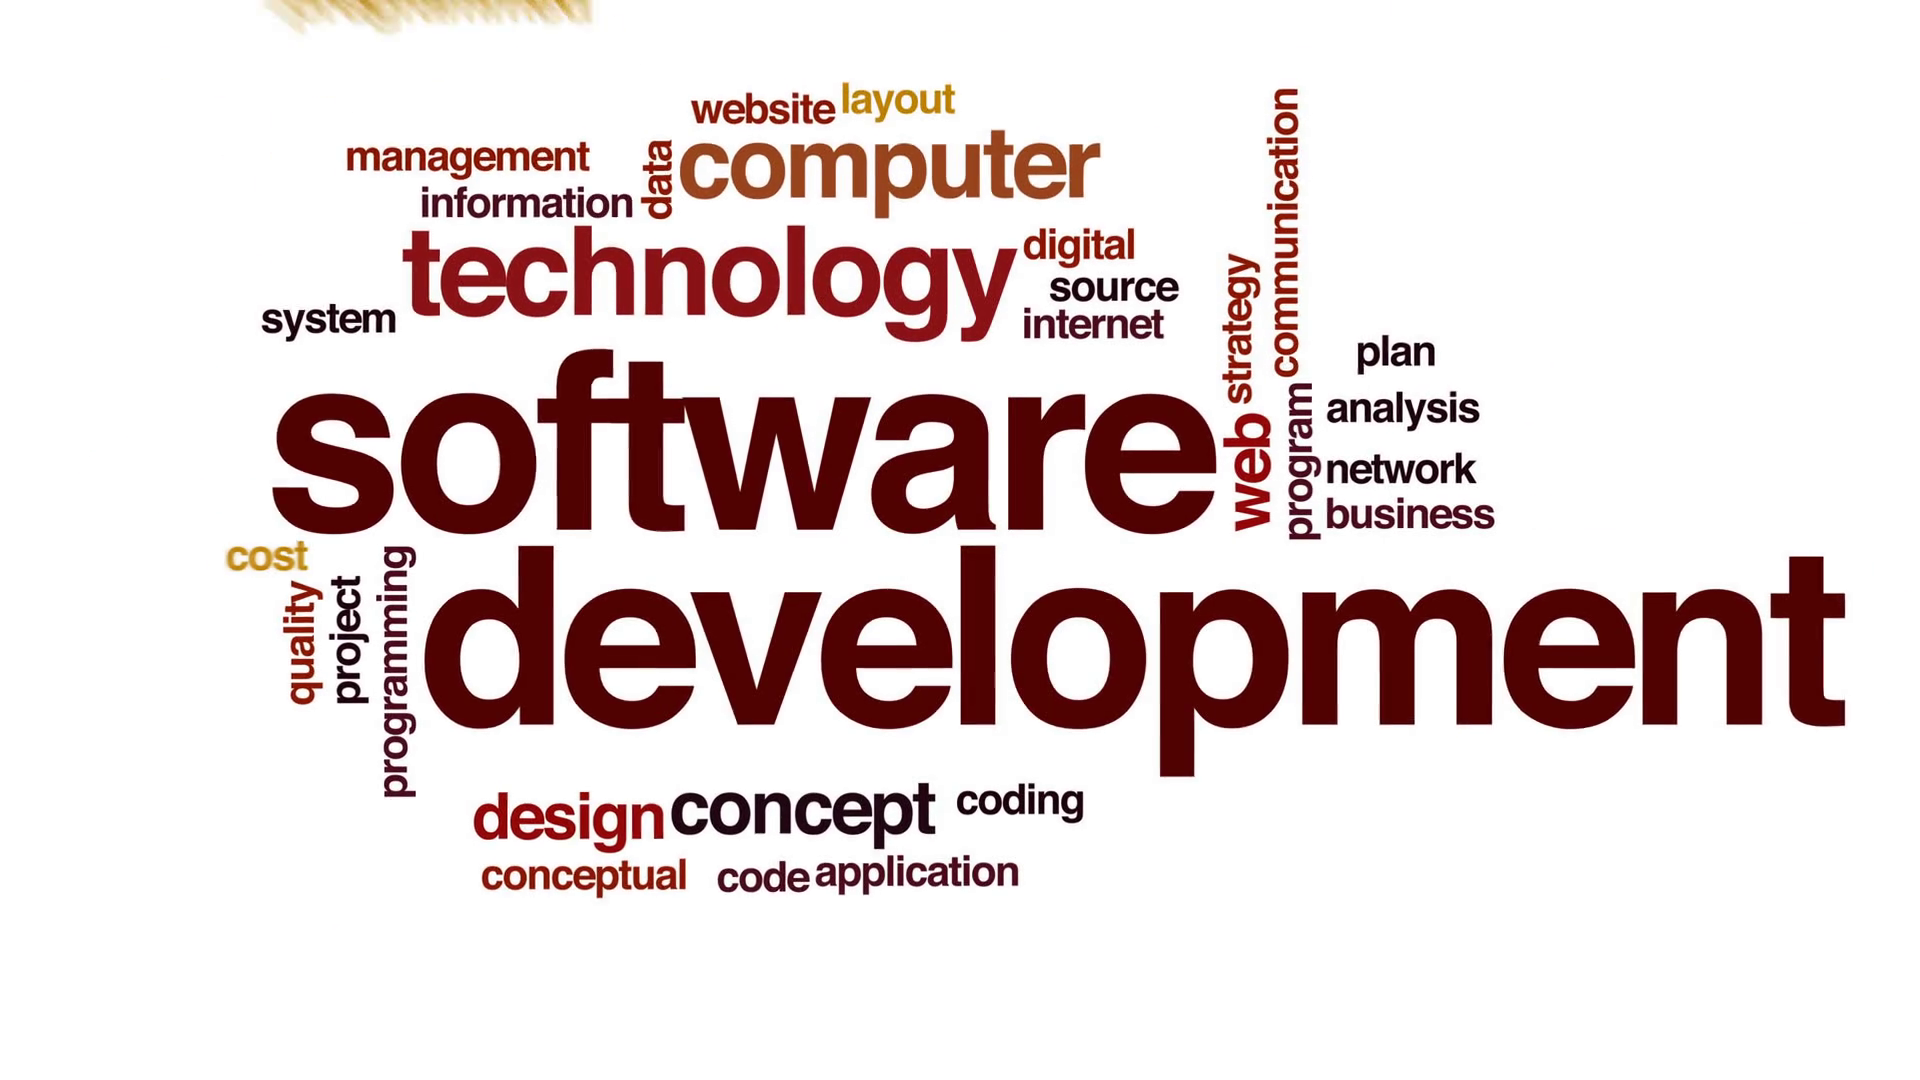 website
layout
management
data
computer
information
communication
technology
digital
source
internet
system
strategy
plan
software
web
program
analysis
network
business
cost
quality
project
programming
development
design
concept
coding
conceptual
code
application